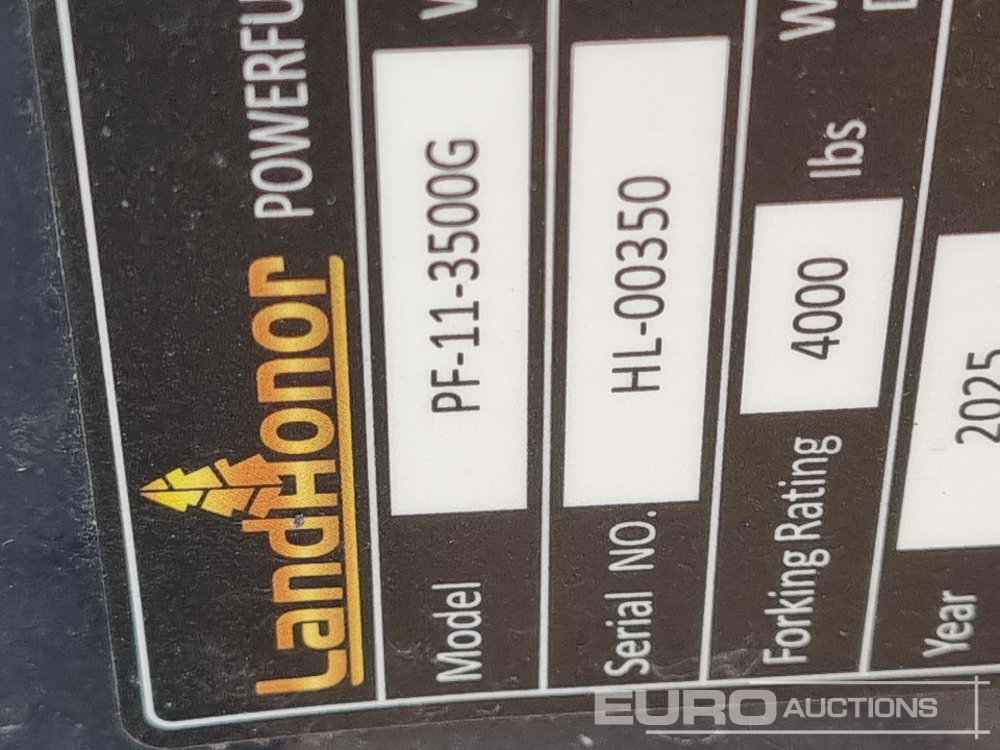 LandHonor POWERFU
Model PF-11-3500G
Serial NO. HL-00350
Forking Rating 4000 lbs
Year 2025
EURO AUCTIONS